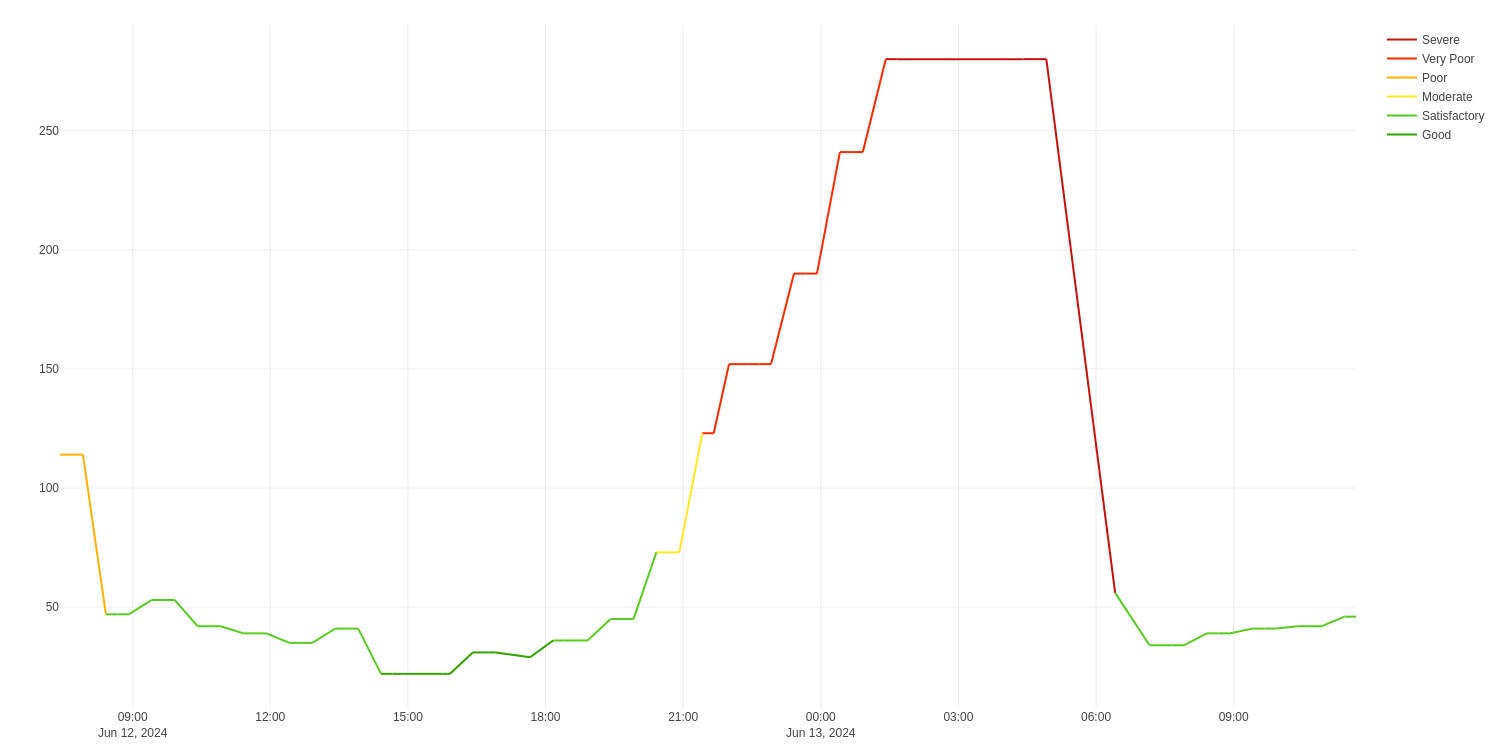 250
200
150
100
50
09:00
12:00
15:00
18:00
21:00
00:00
03:00
06:00
09:00
Jun 12, 2024
Jun 13, 2024
Severe
Very Poor
Poor
Moderate
Satisfactory
Good